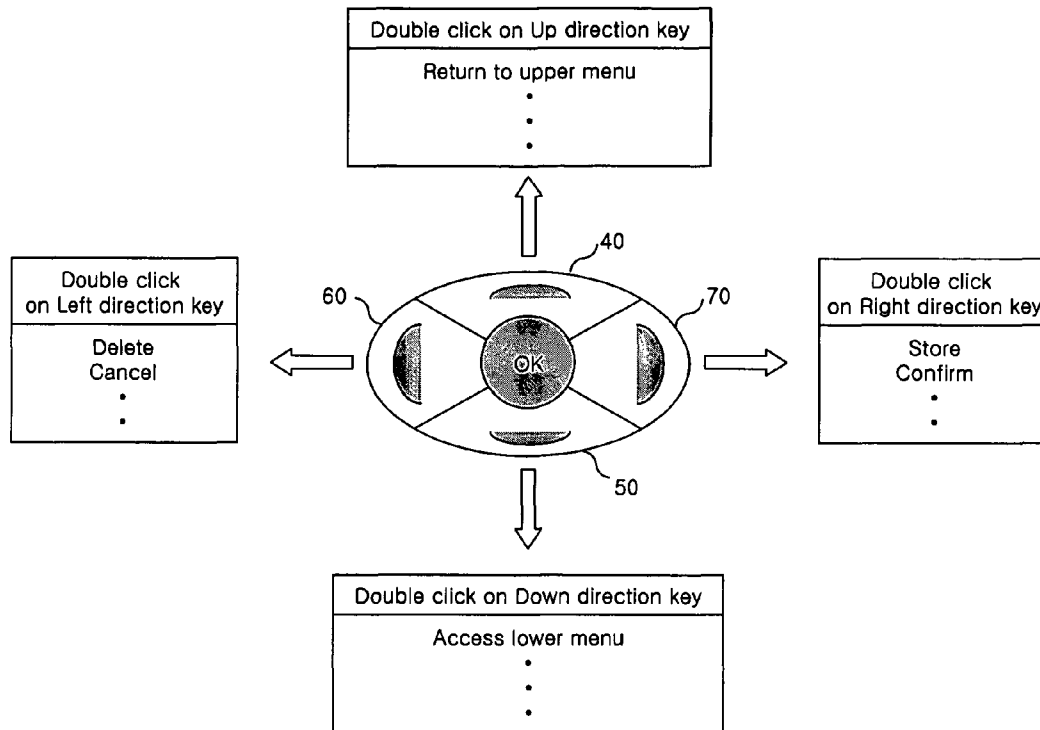 Double click on Up direction key
Return to upper menu
40
60
70
Double click
on Left direction key
Delete
Cancel
OK
Double click
on Right direction key
Store
Confirm
50
Double click on Down direction key
Access lower menu